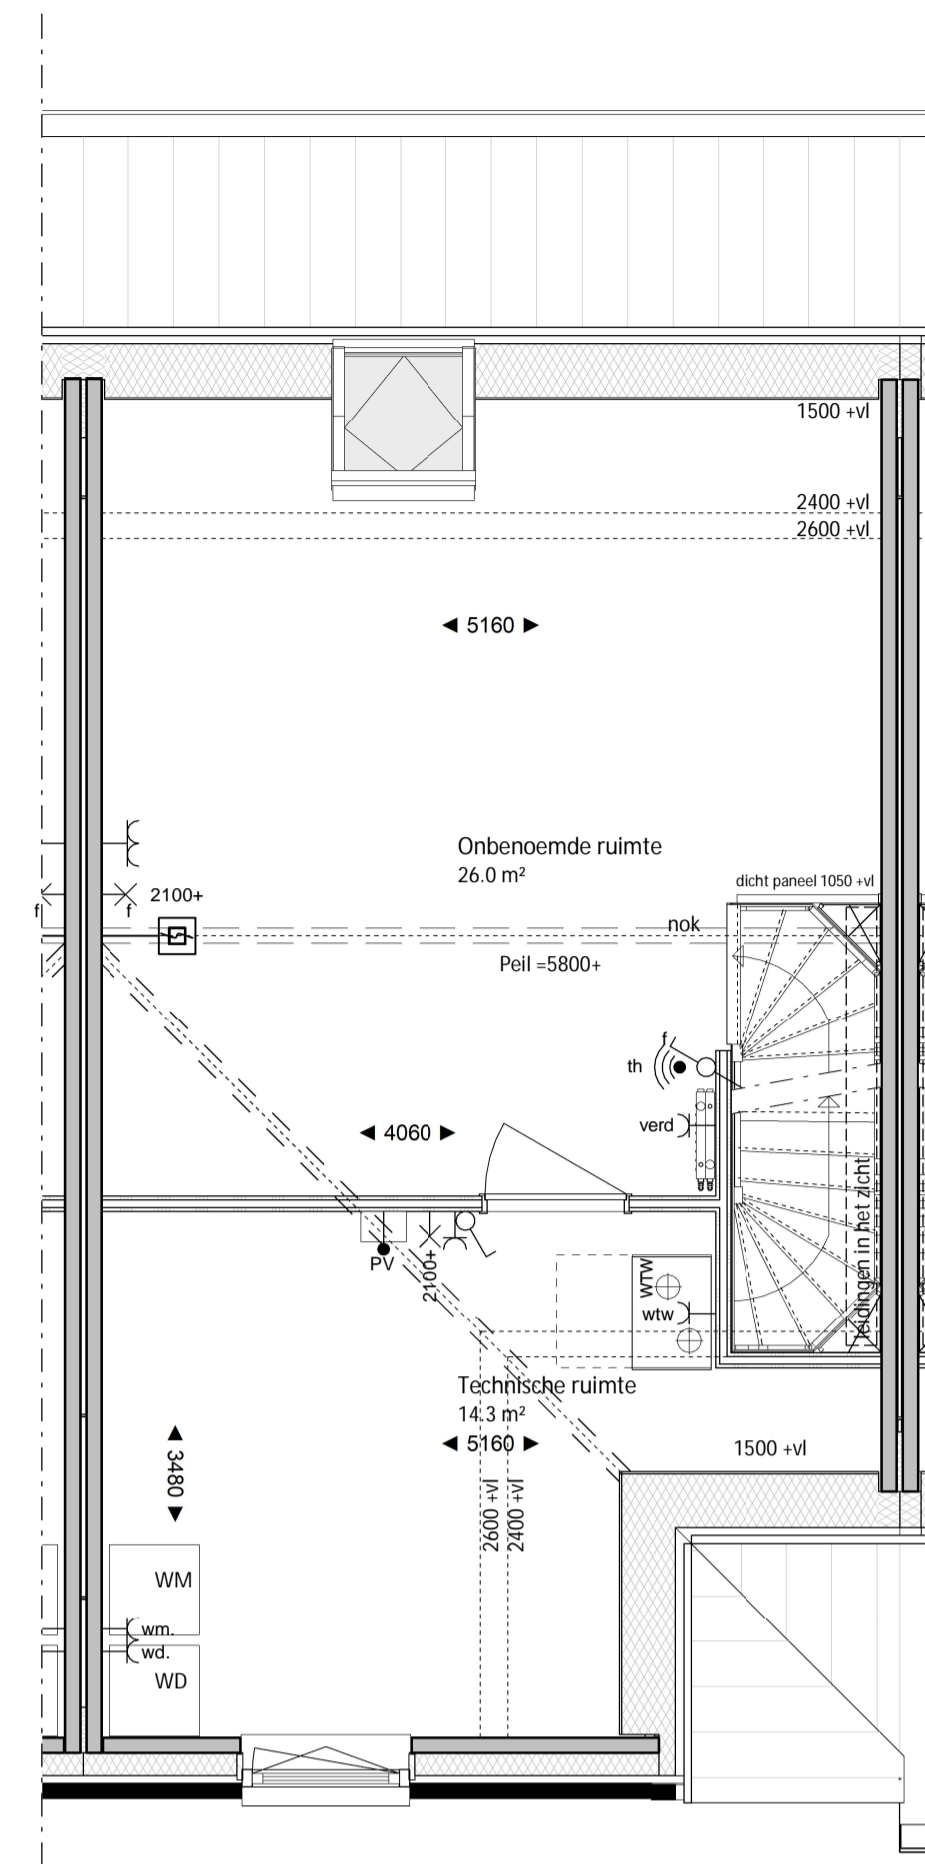 1500 +vl
2400 +vl
2600 +vl
◄ 5160 ►
Onbenoemde ruimte
26.0 m²
dicht paneel 1050 +vl
2100+
f
f
nok
Peil =5800+
f
th
verd
◄ 4060 ►
leidingen in het zicht
PV
2100+
WTW
wtw
Technische ruimte
14.3 m²
◄ 5160 ►
1500 +vl
◄ 3480 ►
2600 +vl
2400 +vl
WM
wm.
wd.
WD